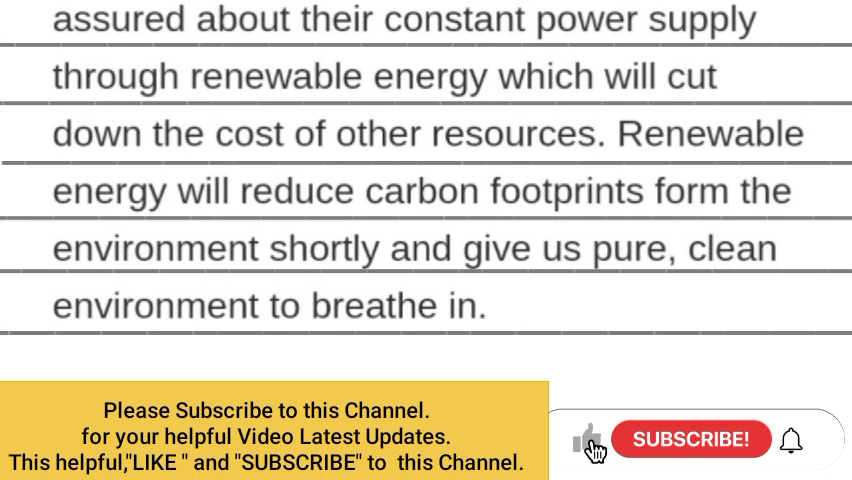 assured about their constant power supply
through renewable energy which will cut
down the cost of other resources. Renewable
energy will reduce carbon footprints form the
environment shortly and give us pure, clean
environment to breathe in.
Please Subscribe to this Channel.
for your helpful Video Latest Updates.
This helpful,"LIKE " and "SUBSCRIBE" to  this Channel.
SUBSCRIBE!